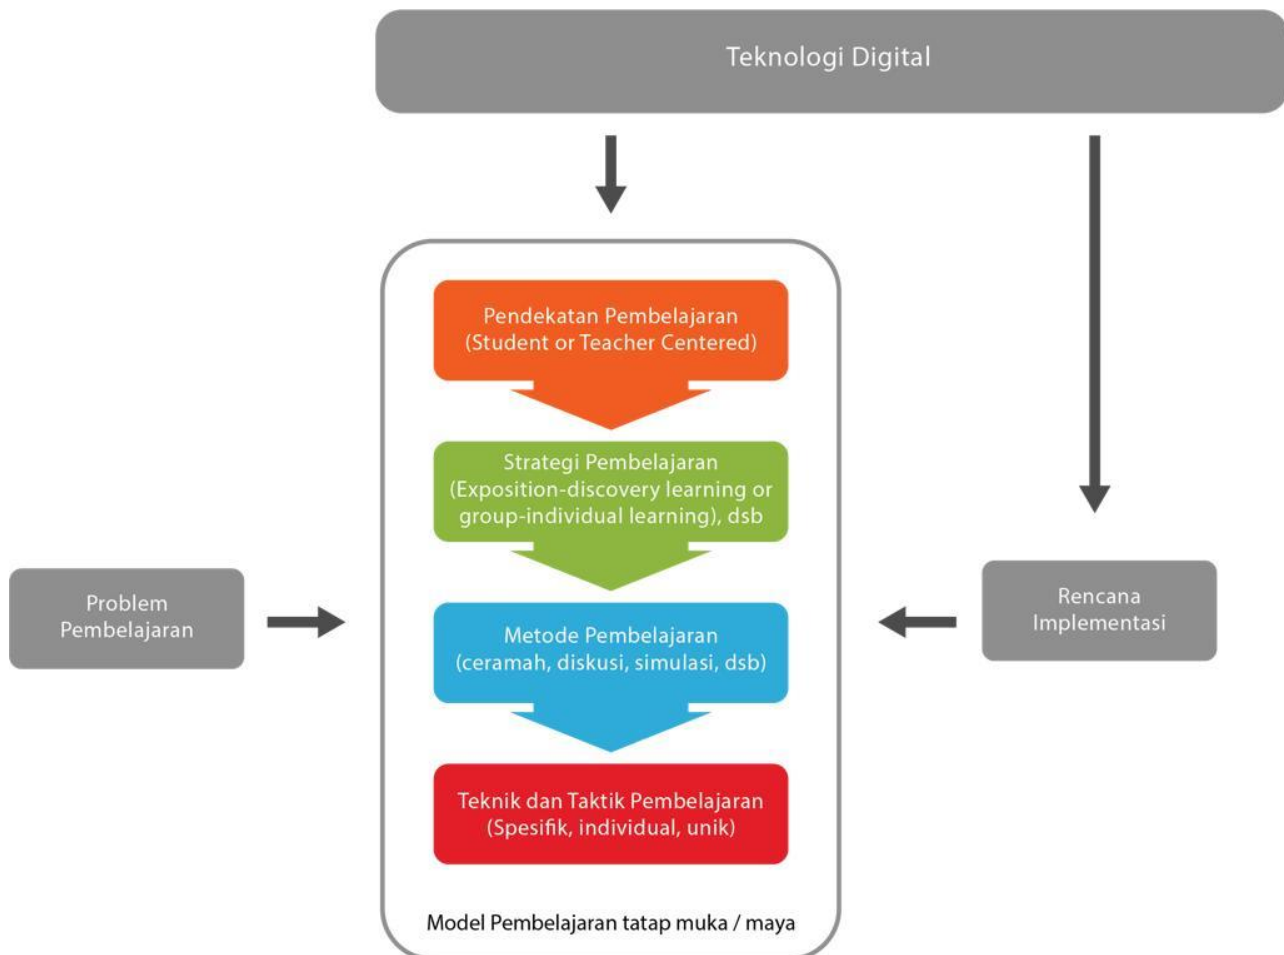 Teknologi Digital
Pendekatan Pembelajaran
(Student or Teacher Centered)
Strategi Pembelajaran
(Exposition-discovery learning or
group-individual learning), dsb
Problem
Pembelajaran
Metode Pembelajaran
(ceramah, diskusi, simulasi, dsb)
Rencana
Implementasi
Teknik dan Taktik Pembelajaran
(Spesifik, individual, unik)
Model Pembelajaran tatap muka / maya